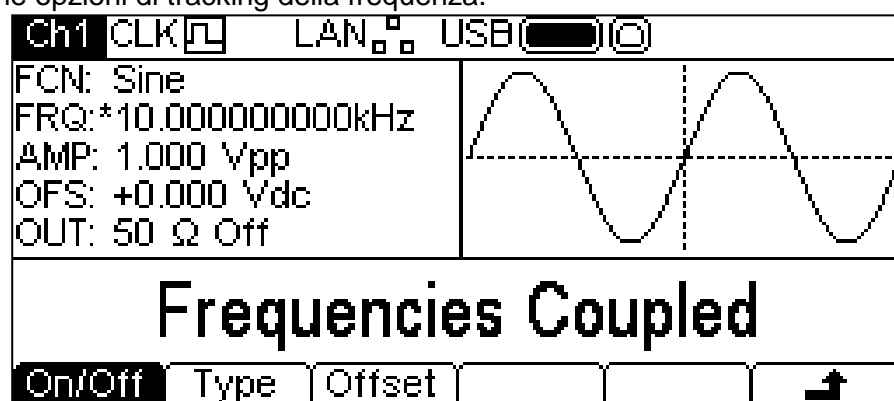 le opzioni di tracking della frequenza.
Ch1 CLK LAN USB
FCN: Sine
FRQ:*10.000000000kHz
AMP: 1.000 Vpp
OFS: +0.000 Vdc
OUT: 50 Ω Off
Frequencies Coupled
On/Off Type Offset